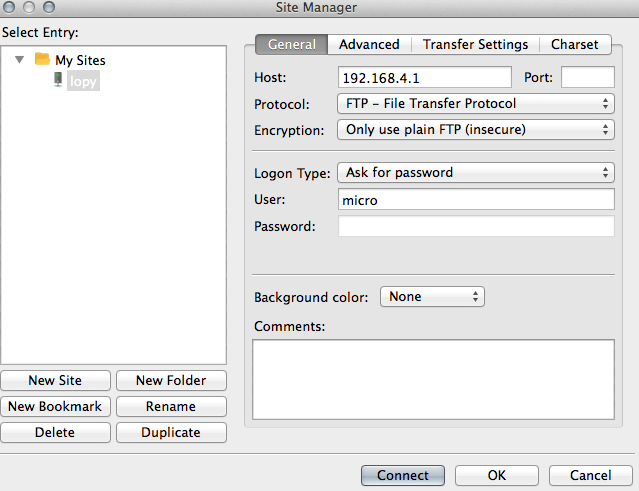 Site Manager
Select Entry:
My Sites
lopy
New Site
New Folder
New Bookmark
Rename
Delete
Duplicate
General
Advanced
Transfer Settings
Charset
Host:
192.168.4.1
Port:
Protocol:
FTP – File Transfer Protocol
Encryption:
Only use plain FTP (insecure)
Logon Type:
Ask for password
User:
micro
Password:
Background color:
None
Comments:
Connect
OK
Cancel